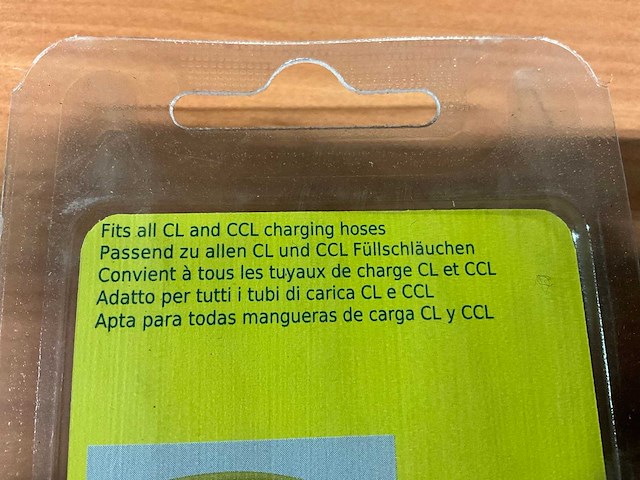 Fits all CL and CCL charging hoses
Passend zu allen CL und CCL Füllschläuchen
Convient à tous les tuyaux de charge CL et CCL
Adatto per tutti i tubi di carica CL e CCL
Apta para todas mangueras de carga CL y CCL